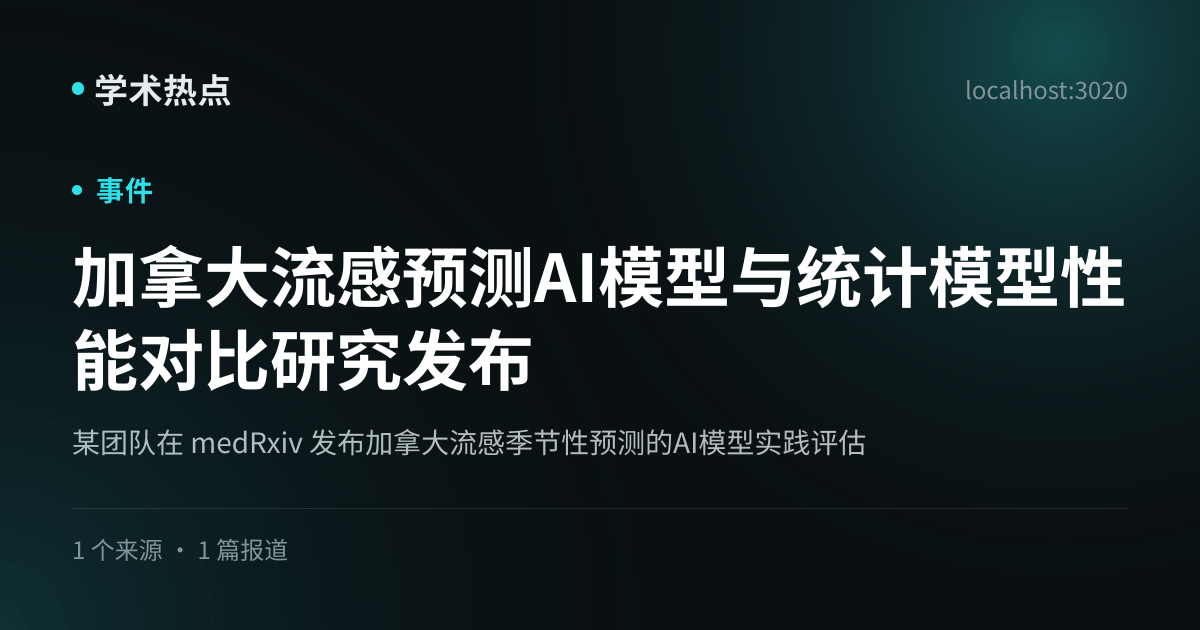 学术热点
localhost:3020
事件
加拿大流感预测AI模型与统计模型性
能对比研究发布
某团队在 medRxiv 发布加拿大流感季节性预测的AI模型实践评估
1 个来源 · 1 篇报道